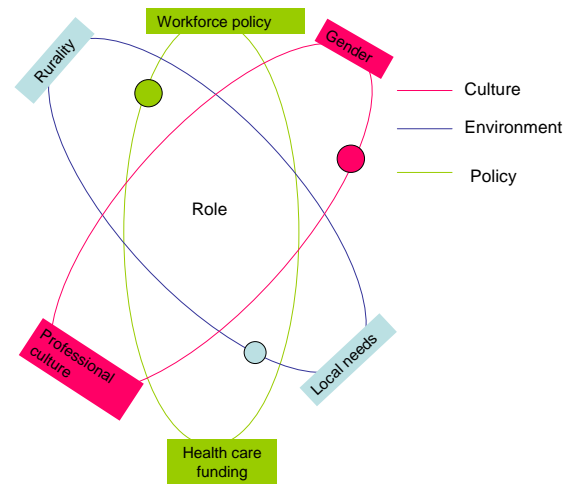 Workforce policy
Rurality
Gender
Culture
Environment
Policy
Role
Professional
culture
Local needs
Health care
funding